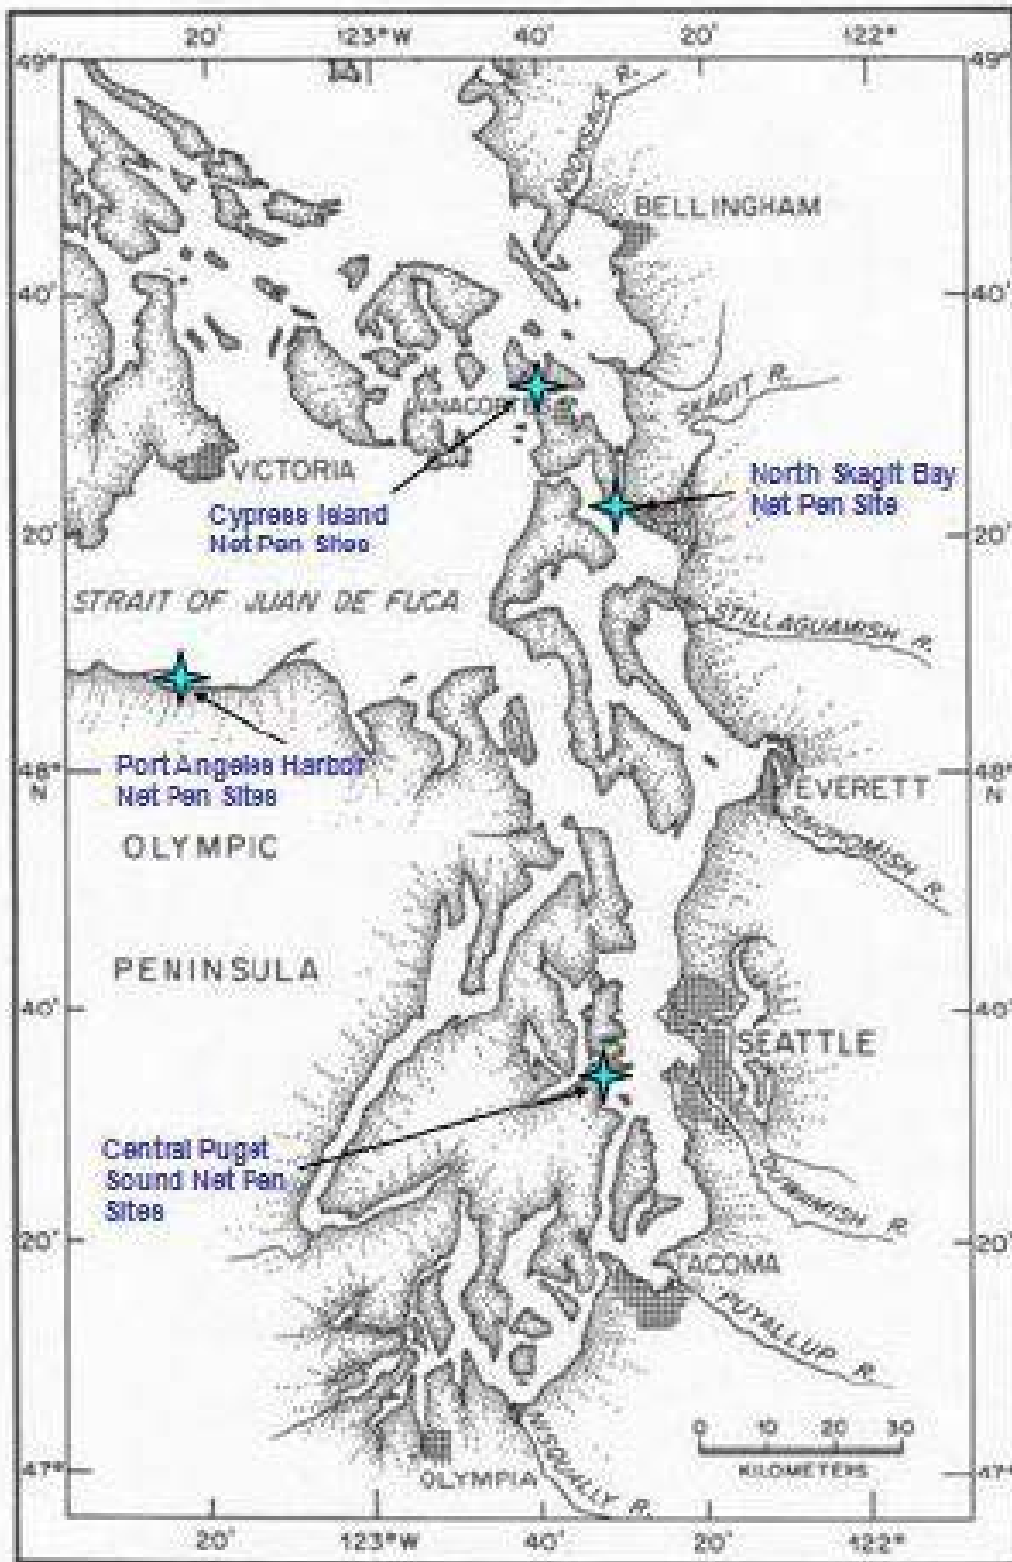 20' 123°W 40' 20' 122°
49° 49°
NOOKSACK R.
BELLINGHAM
40' 40'
SKAGIT R.
VICTORIA
North Skagit Bay
Net Pen Site
Cypress Island
Net Pen Sites
20' 20'
STRAIT OF JUAN DE FUCA
STILLAGUAMISH R.
Port Angeles Harbor
Net Pen Sites
48° 48°
N N
EVERETT
SNOHOMISH R.
OLYMPIC
PENINSULA
40' 40'
SEATTLE
Central Puget
Sound Net Pen
Sites
DUWAMISH R.
20' 20'
TACOMA
PUYALLUP R.
0 10 20 30
KILOMETERS
47° 47°
NISQUALLY R.
OLYMPIA
20' 123°W 40' 20' 122°